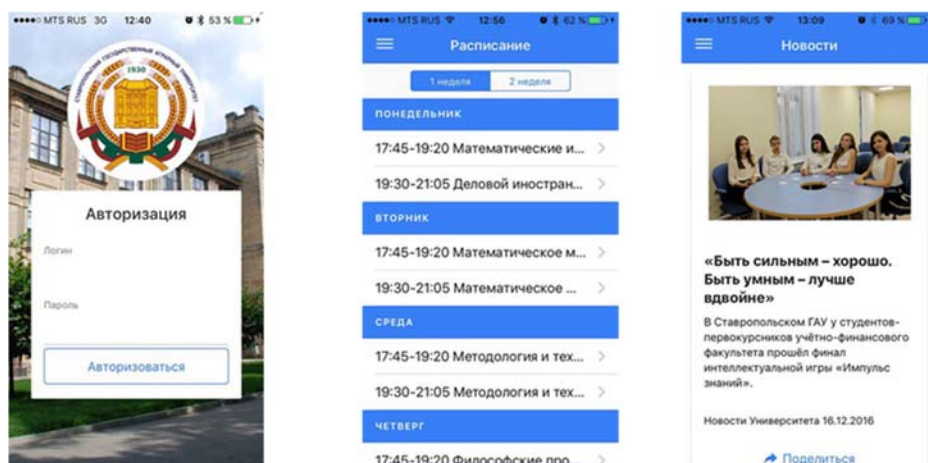 MTS RUS 3G 12:40 53 %
СТАВРОПОЛЬСКИЙ ГОСУДАРСТВЕННЫЙ АГРАРНЫЙ УНИВЕРСИТЕТ
1930
Авторизация
Логин
Пароль
Авторизоваться
MTS RUS 12:56 62 %
Расписание
1 неделя 2 неделя
ПОНЕДЕЛЬНИК
17:45-19:20 Математические и...
19:30-21:05 Деловой иностран...
ВТОРНИК
17:45-19:20 Математическое м...
19:30-21:05 Математическое ...
СРЕДА
17:45-19:20 Методология и тех...
19:30-21:05 Методология и тех...
ЧЕТВЕРГ
17:45-19:20 Философские про...
MTS RUS 13:09 69 %
Новости
«Быть сильным – хорошо.
Быть умным – лучше
вдвойне»
В Ставропольском ГАУ у студентов-
первокурсников учётно-финансового
факультета прошёл финал
интеллектуальной игры «Импульс
знаний».
Новости Университета 16.12.2016
Поделиться